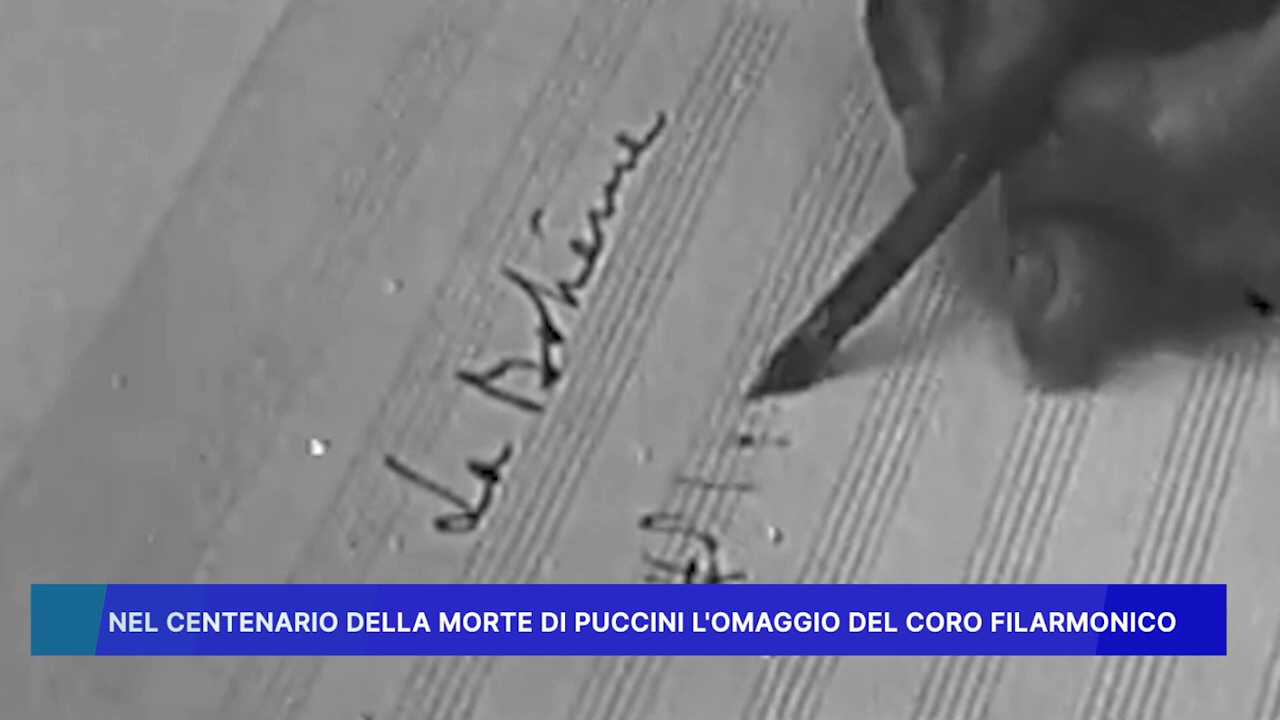 La Bohème
NEL CENTENARIO DELLA MORTE DI PUCCINI L'OMAGGIO DEL CORO FILARMONICO